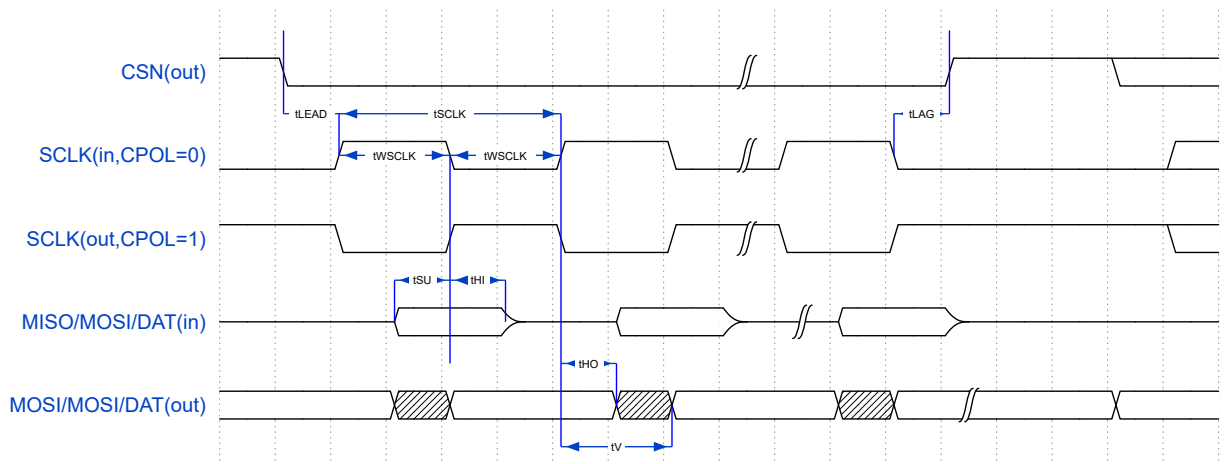 CSN(out)
tLEAD
tSCLK
tLAG
SCLK(in,CPOL=0)
tWSCLK
tWSCLK
SCLK(out,CPOL=1)
tSU
tHI
MISO/MOSI/DAT(in)
tHO
MOSI/MOSI/DAT(out)
tV